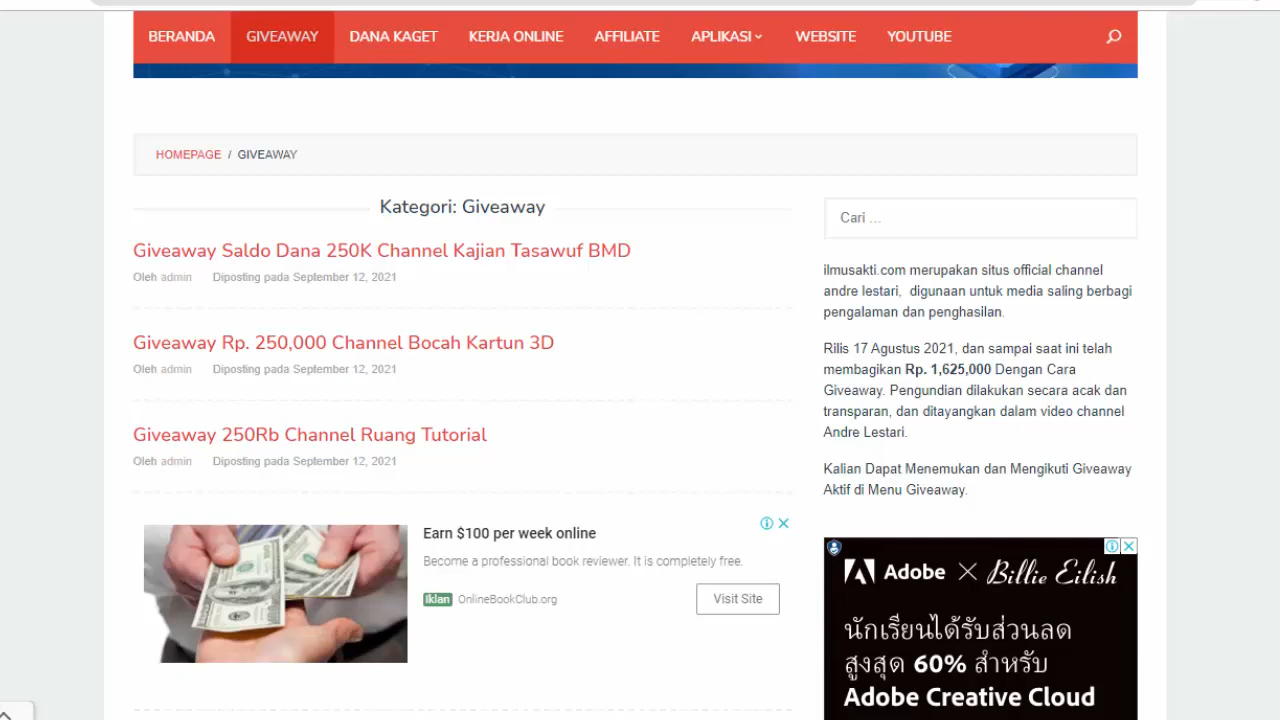 BERANDA GIVEAWAY DANA KAGET KERJA ONLINE AFFILIATE APLIKASI WEBSITE YOUTUBE
HOMEPAGE / GIVEAWAY
Kategori: Giveaway
Giveaway Saldo Dana 250K Channel Kajian Tasawuf BMD
Oleh admin Diposting pada September 12, 2021
Giveaway Rp. 250,000 Channel Bocah Kartun 3D
Oleh admin Diposting pada September 12, 2021
Giveaway 250Rb Channel Ruang Tutorial
Oleh admin Diposting pada September 12, 2021
Earn $100 per week online
Become a professional book reviewer. It is completely free.
Iklan OnlineBookClub.org
Visit Site
Cari ...
ilmusakti.com merupakan situs official channel
andre lestari, digunaan untuk media saling berbagi
pengalaman dan penghasilan.
Rilis 17 Agustus 2021, dan sampai saat ini telah
membagikan Rp. 1,625,000 Dengan Cara
Giveaway. Pengundian dilakukan secara acak dan
transparan, dan ditayangkan dalam video channel
Andre Lestari.
Kalian Dapat Menemukan dan Mengikuti Giveaway
Aktif di Menu Giveaway.
Adobe X Billie Eilish
นักเรียนได้รับส่วนลด
สูงสุด 60% สำหรับ
Adobe Creative Cloud